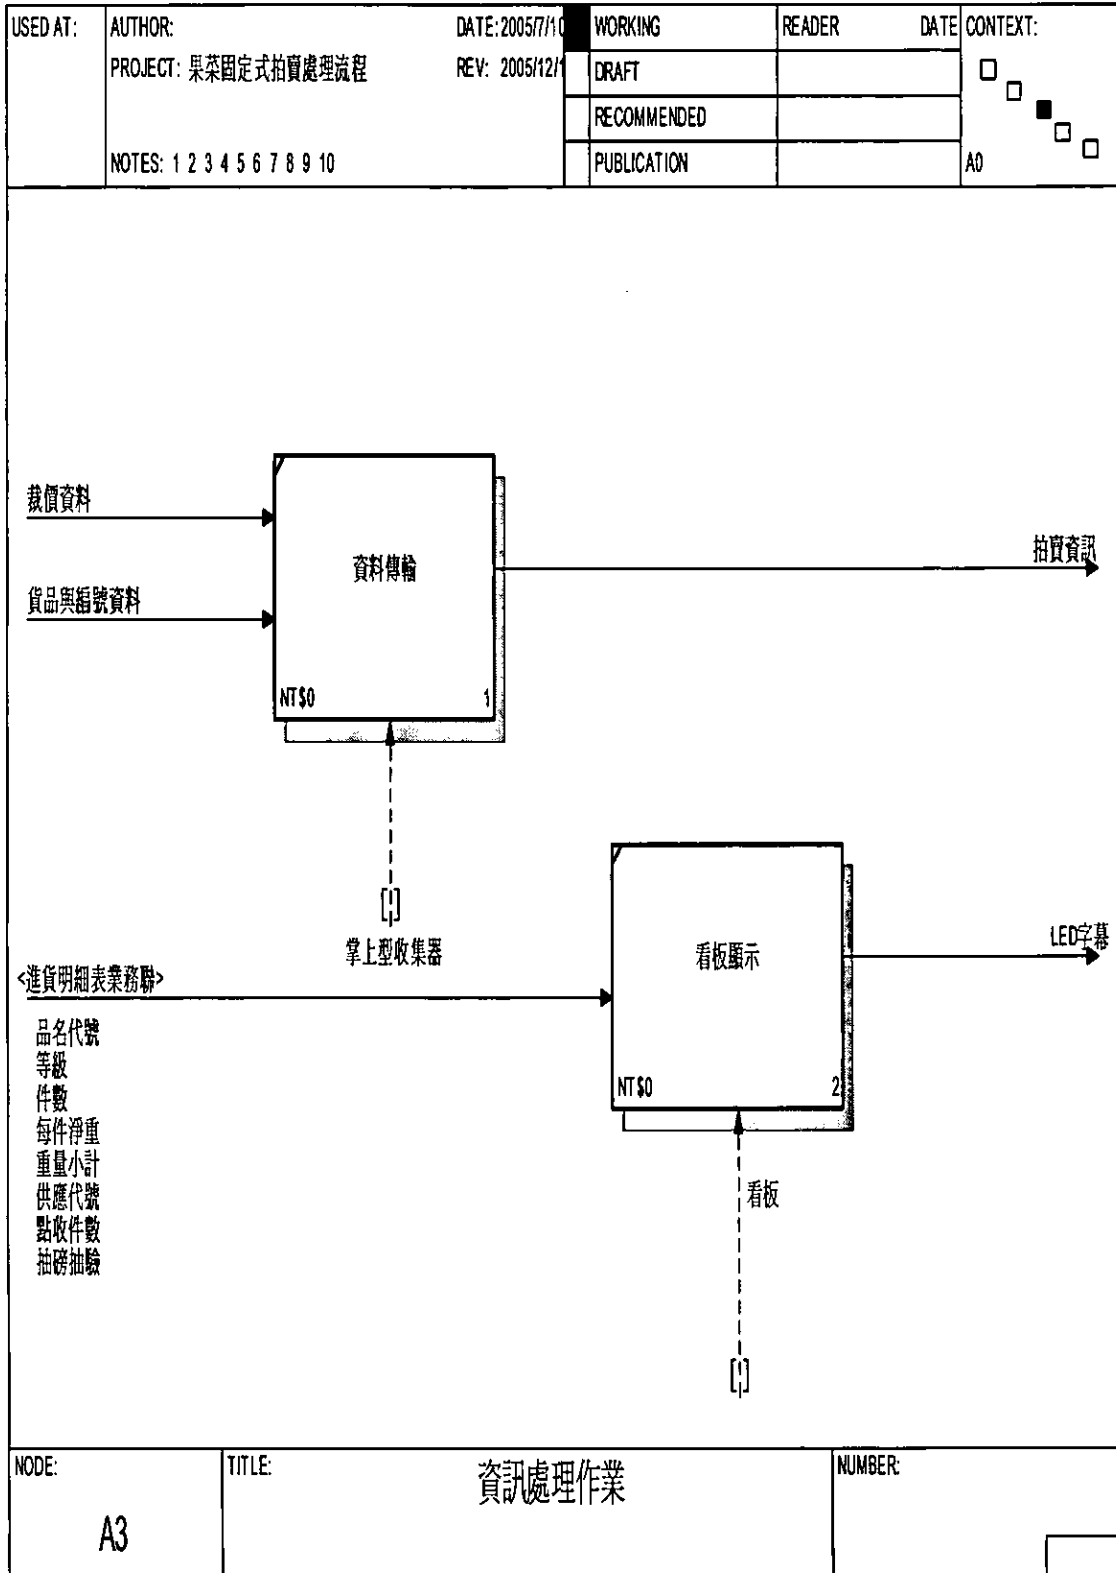 USED AT:
AUTHOR:
DATE: 2005/7/10
PROJECT: 果菜固定式拍賣處理流程
REV: 2005/12/1
NOTES: 1 2 3 4 5 6 7 8 9 10
WORKING
DRAFT
RECOMMENDED
PUBLICATION
READER
DATE
CONTEXT:
A0
裁價資料
貨品與編號資料
資料傳輸
NT$0
1
拍賣資訊
掌上型收集器
<進貨明細表業務聯>
品名代號
等級
件數
每件淨重
重量小計
供應代號
點收件數
抽磅抽驗
看板顯示
NT$0
2
LED字幕
看板
NODE:
A3
TITLE:
資訊處理作業
NUMBER: